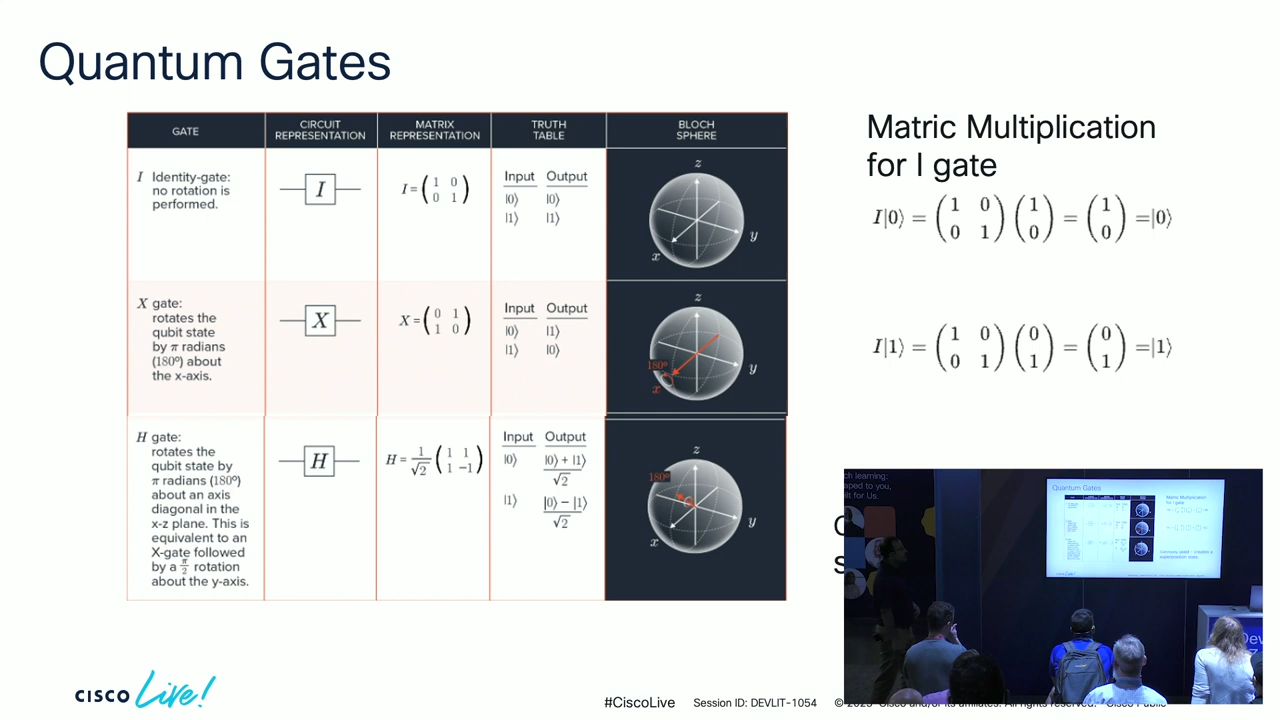 Quantum Gates
GATE
CIRCUIT
REPRESENTATION
MATRIX
REPRESENTATION
TRUTH
TABLE
BLOCH
SPHERE
I Identity-gate:
no rotation is
performed.
I
I = ( 1 0
0 1 )
Input Output
|0⟩ |0⟩
|1⟩ |1⟩
z
y
x
X gate:
rotates the
qubit state
by π radians
(180º) about
the x-axis.
X
X = ( 0 1
1 0 )
Input Output
|0⟩ |1⟩
|1⟩ |0⟩
z
180º
y
x
H gate:
rotates the
qubit state by
π radians (180º)
about an axis
diagonal in the
x-z plane. This is
equivalent to an
X-gate followed
by a π/2 rotation
about the y-axis.
H
H = 1/√2 ( 1 1
1 −1 )
Input Output
|0⟩ |0⟩ + |1⟩
√2
|1⟩ |0⟩ − |1⟩
√2
z
180º
y
x
Matric Multiplication
for I gate
I|0⟩ = ( 1 0 0 1 ) ( 1 0 ) = ( 1 0 ) =|0⟩
I|1⟩ = ( 1 0 0 1 ) ( 0 1 ) = ( 0 1 ) =|1⟩
Quantum Gates
Matric Multiplication
for I gate
CISCO Live!
#CiscoLive Session ID: DEVLIT-1054